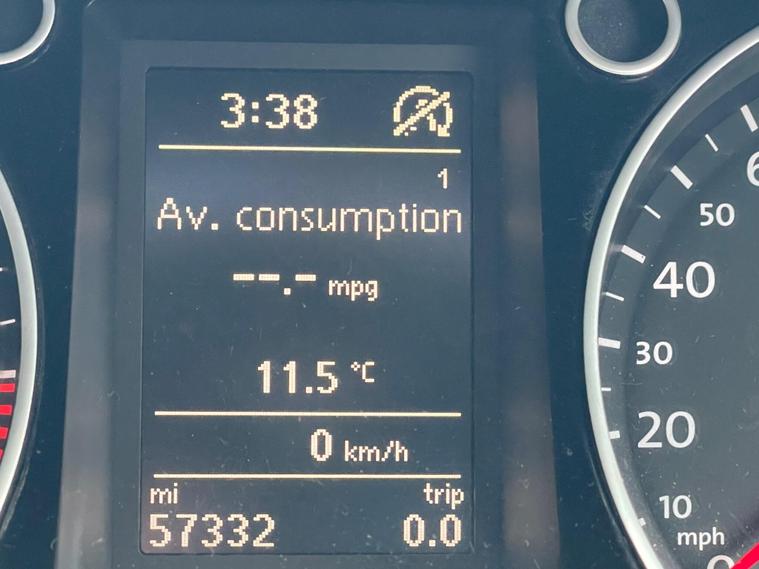 3:38
1
Av. consumption
--.- mpg
11.5 °C
0 km/h
mi trip
57332 0.0
50
40
30
20
10
mph
0